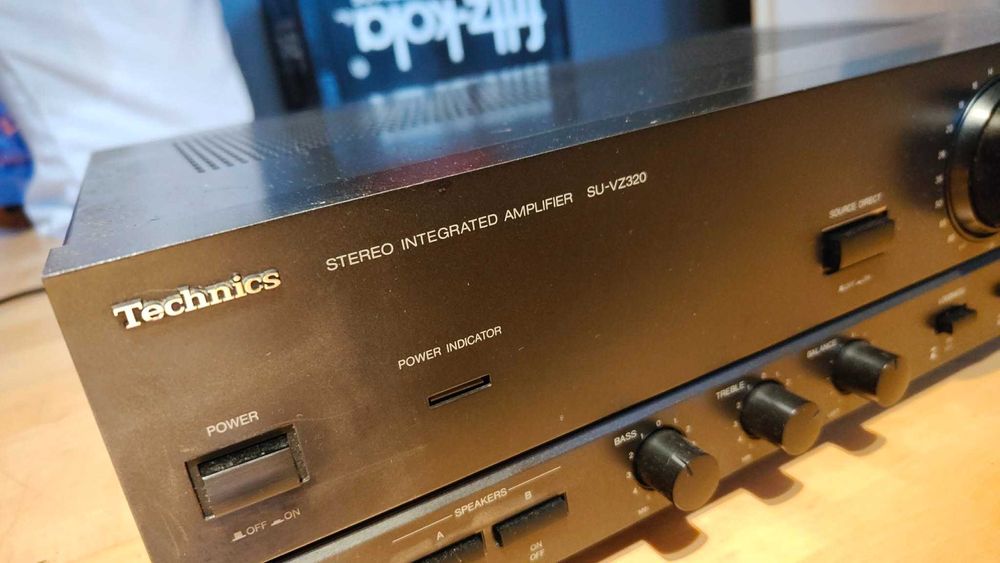 fritz-kola
®
STEREO INTEGRATED AMPLIFIER SU-VZ320
Technics
SOURCE DIRECT
POWER INDICATOR
POWER
OFF ON
SPEAKERS
A
B
ON
OFF
BASS
TREBLE
BALANCE